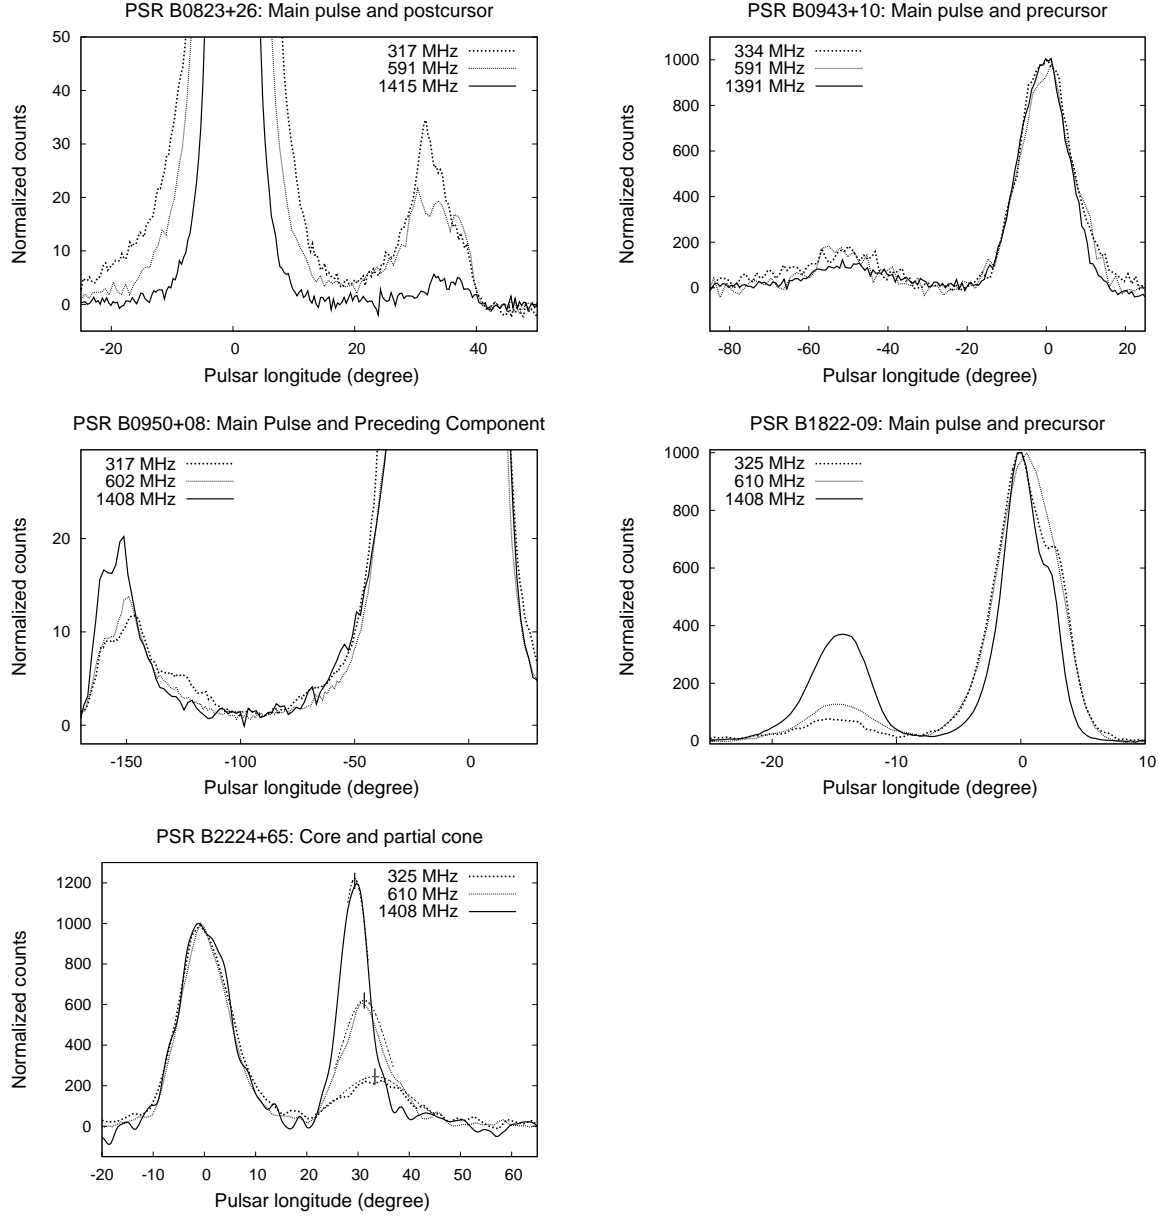 PSR B0823+26: Main pulse and postcursor
50
40
30
20
10
0
-20
0
20
40
317 MHz
591 MHz
1415 MHz
Normalized counts
Pulsar longitude (degree)
PSR B0943+10: Main pulse and precursor
1000
800
600
400
200
0
-80
-60
-40
-20
0
20
334 MHz
591 MHz
1391 MHz
Normalized counts
Pulsar longitude (degree)
PSR B0950+08: Main Pulse and Preceding Component
20
10
0
-150
-100
-50
0
317 MHz
602 MHz
1408 MHz
Normalized counts
Pulsar longitude (degree)
PSR B1822-09: Main pulse and precursor
1000
800
600
400
200
0
-20
-10
0
10
325 MHz
610 MHz
1408 MHz
Normalized counts
Pulsar longitude (degree)
PSR B2224+65: Core and partial cone
1200
1000
800
600
400
200
0
-20
-10
0
10
20
30
40
50
60
325 MHz
610 MHz
1408 MHz
Normalized counts
Pulsar longitude (degree)